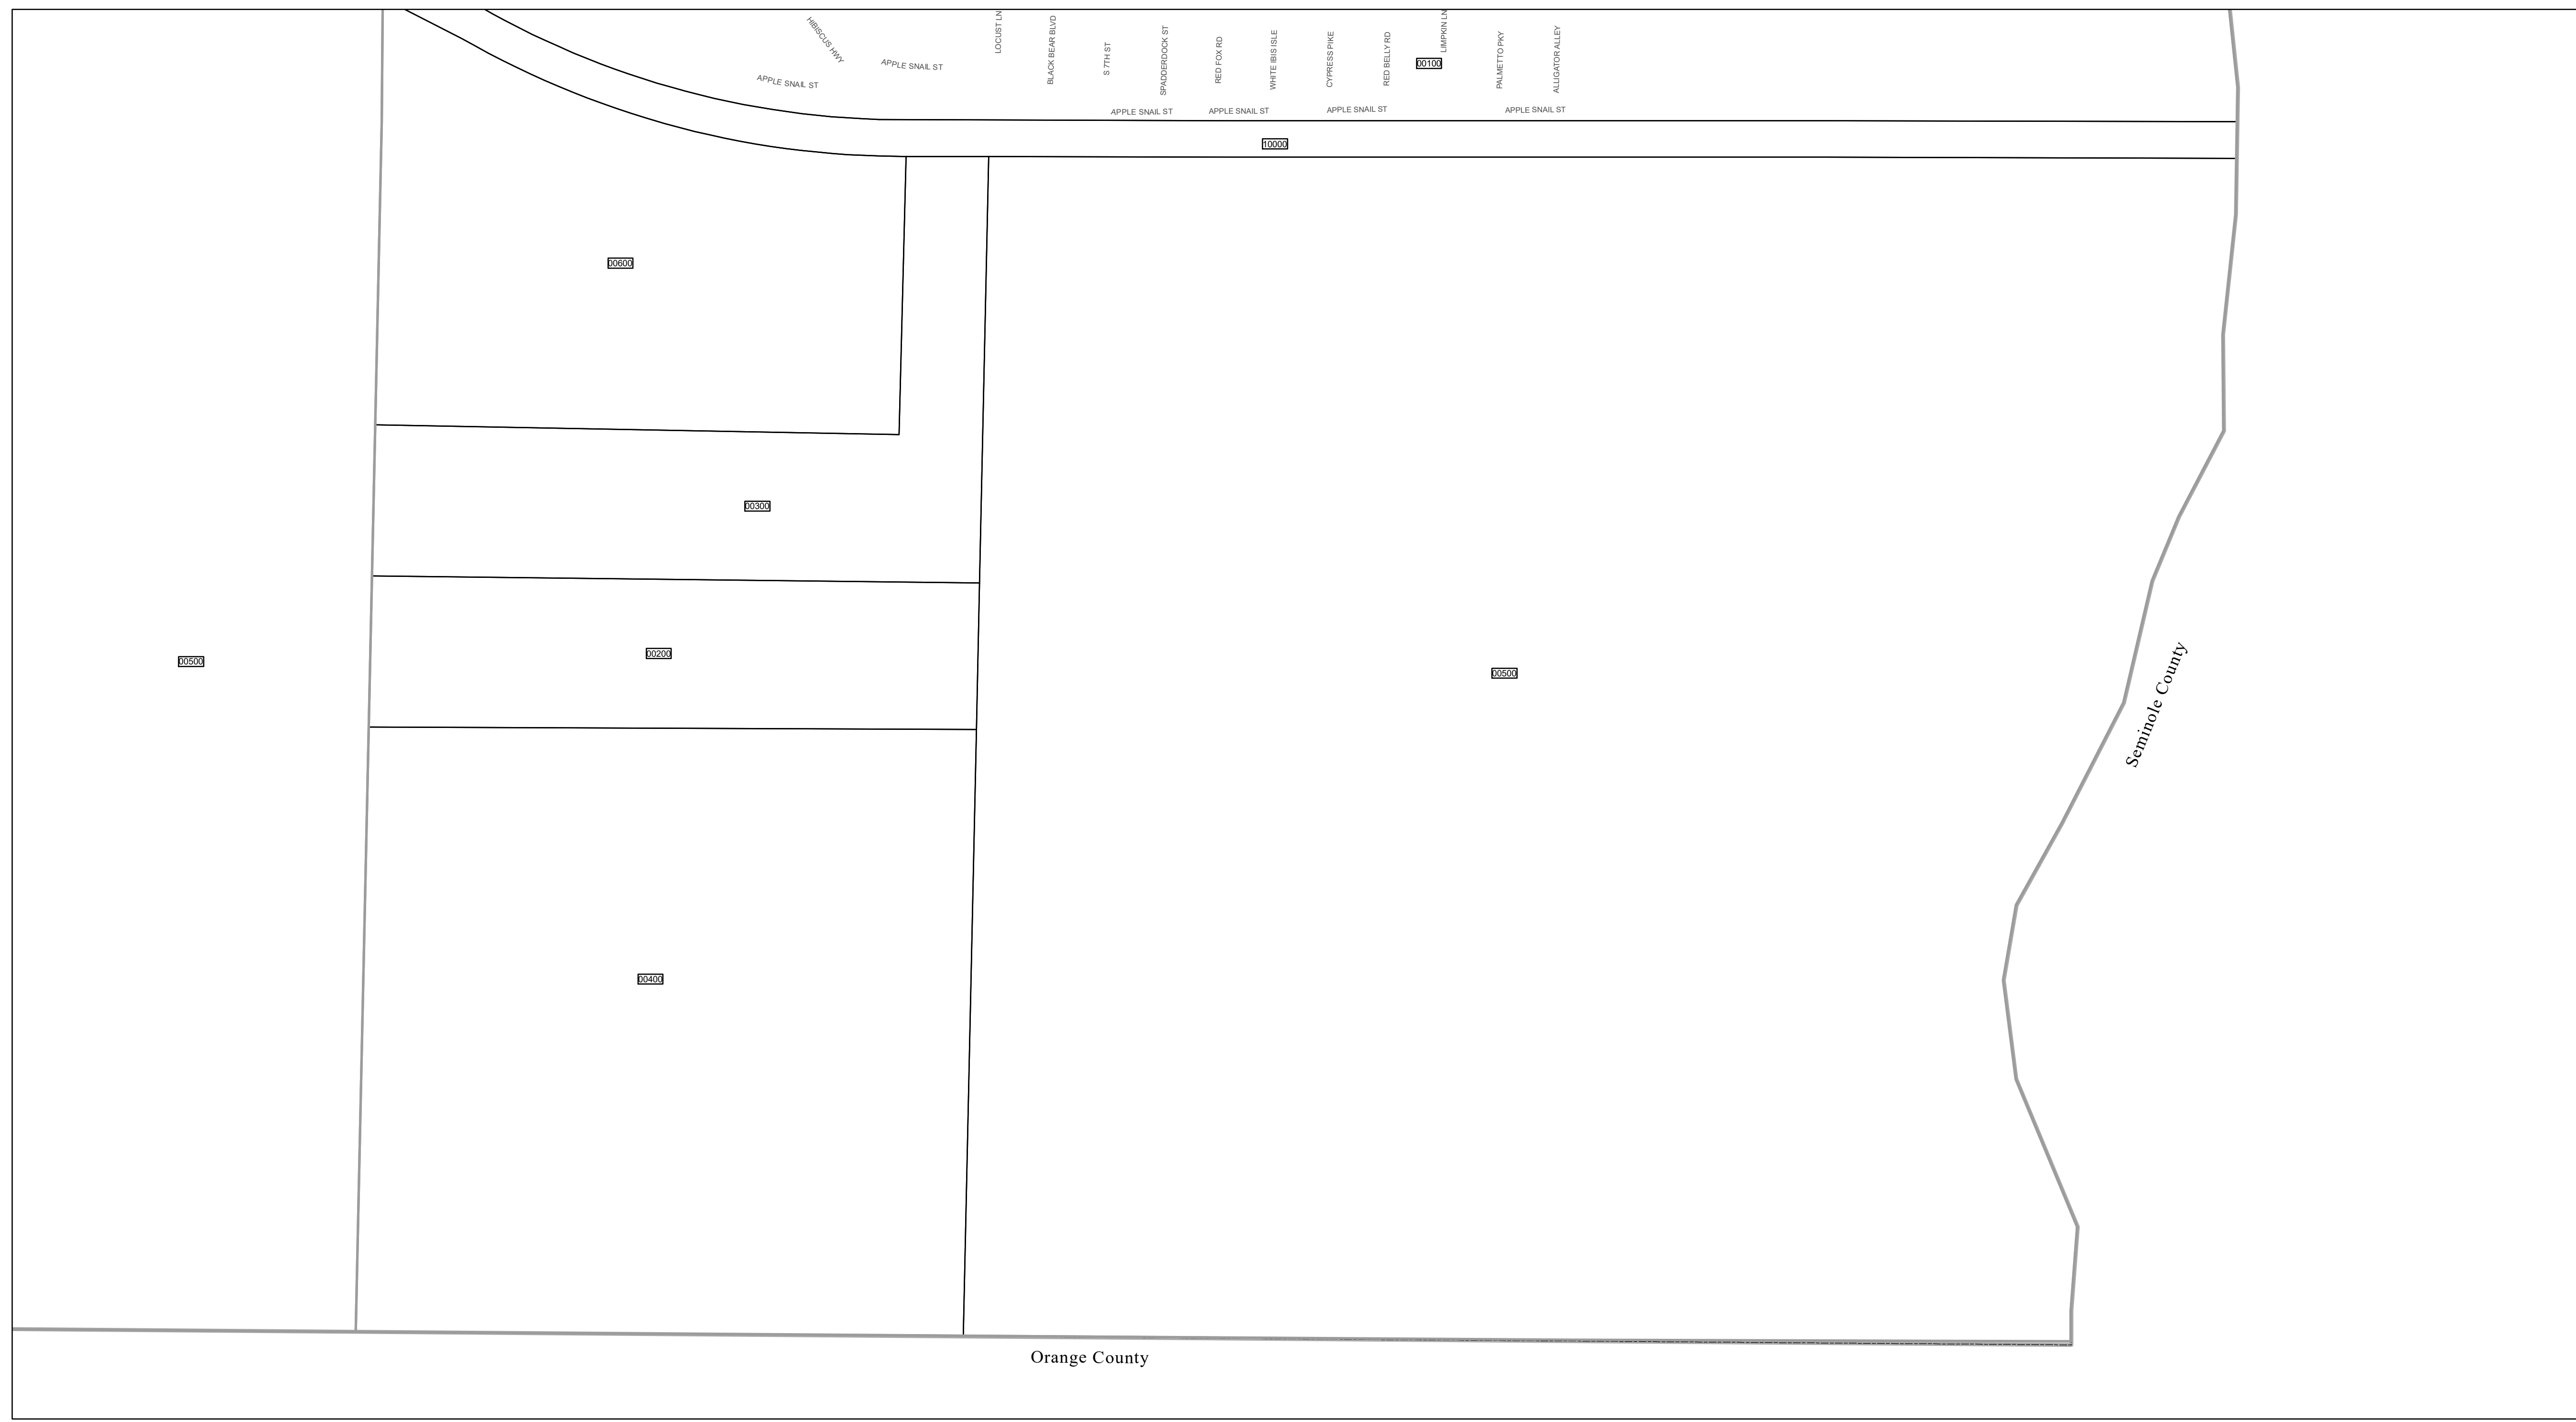 HIBISCUS HWY
APPLE SNAIL ST
APPLE SNAIL ST
LOCUST LN
BLACK BEAR BLVD
S 7TH ST
SPADDERDOCK ST
RED FOX RD
WHITE IBIS ISLE
CYPRESS PIKE
RED BELLY RD
00100
LIMPKIN LN
PALMETTO PKY
ALLIGATOR ALLEY
APPLE SNAIL ST
APPLE SNAIL ST
APPLE SNAIL ST
APPLE SNAIL ST
10000
00600
00300
00200
00500
00500
Seminole County
00400
Orange County